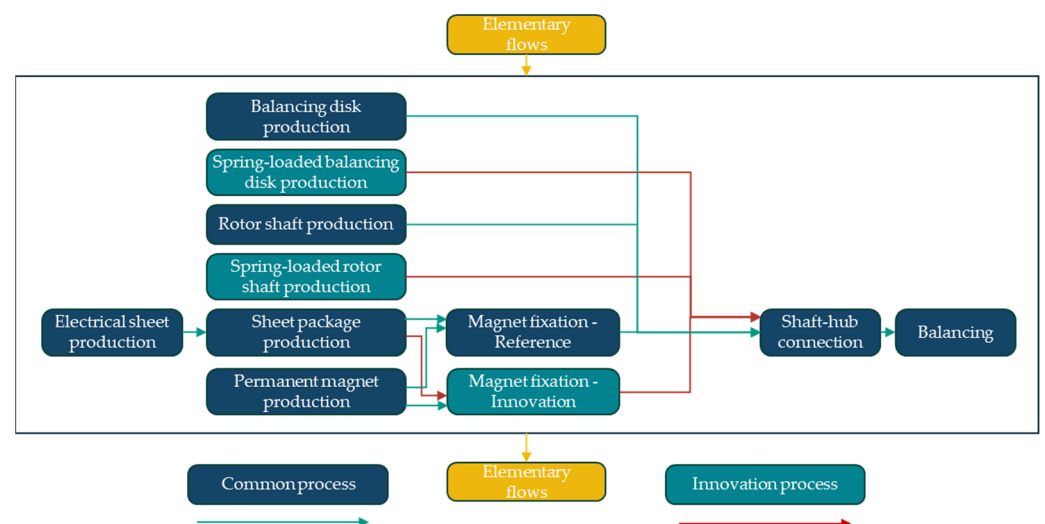 Elementary
flows
Balancing disk
production
Spring-loaded balancing
disk production
Rotor shaft production
Spring-loaded rotor
shaft production
Electrical sheet
production
Sheet package
production
Magnet fixation -
Reference
Shaft-hub
connection
Balancing
Permanent magnet
production
Magnet fixation -
Innovation
Elementary
flows
Common process
Innovation process